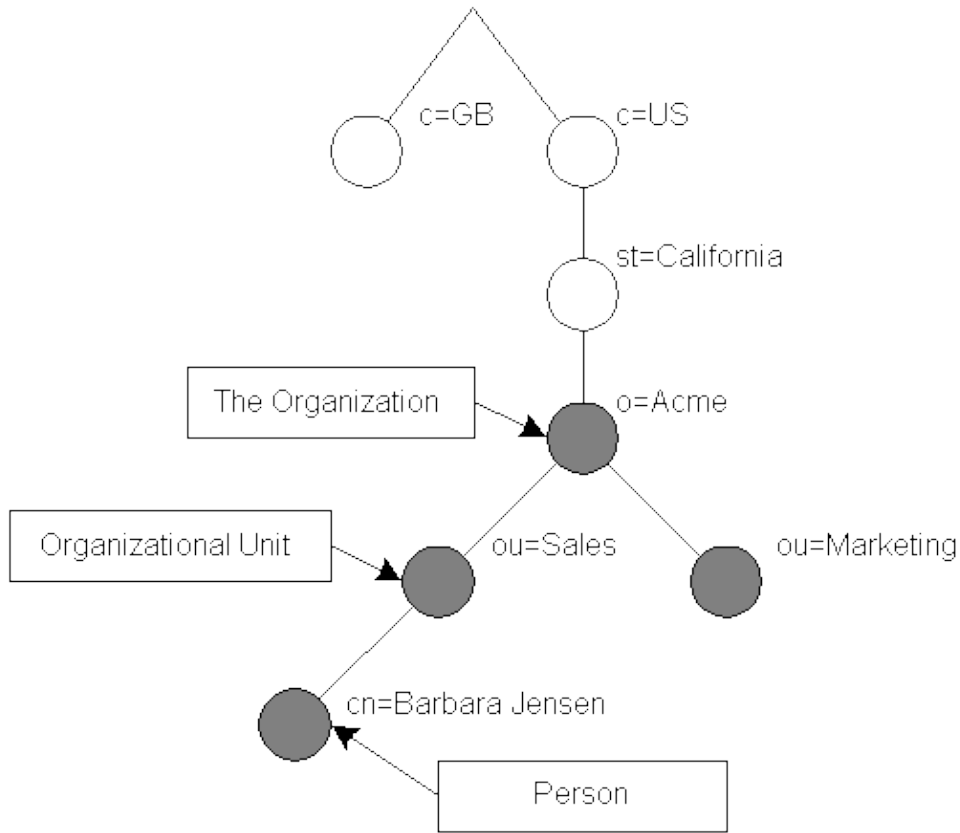 c=GB
c=US
st=California
The Organization
o=Acme
Organizational Unit
ou=Sales
ou=Marketing
cn=Barbara Jensen
Person